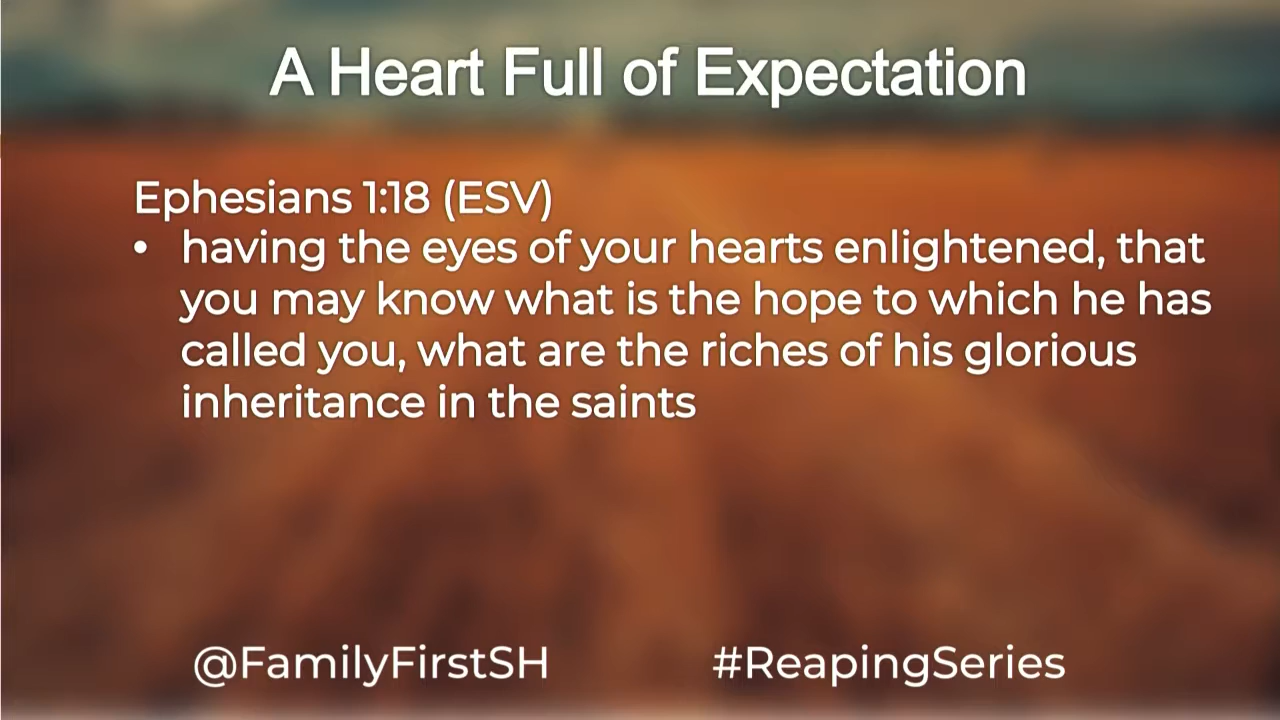 A Heart Full of Expectation
Ephesians 1:18 (ESV)
• having the eyes of your hearts enlightened, that
you may know what is the hope to which he has
called you, what are the riches of his glorious
inheritance in the saints
@FamilyFirstSH #ReapingSeries